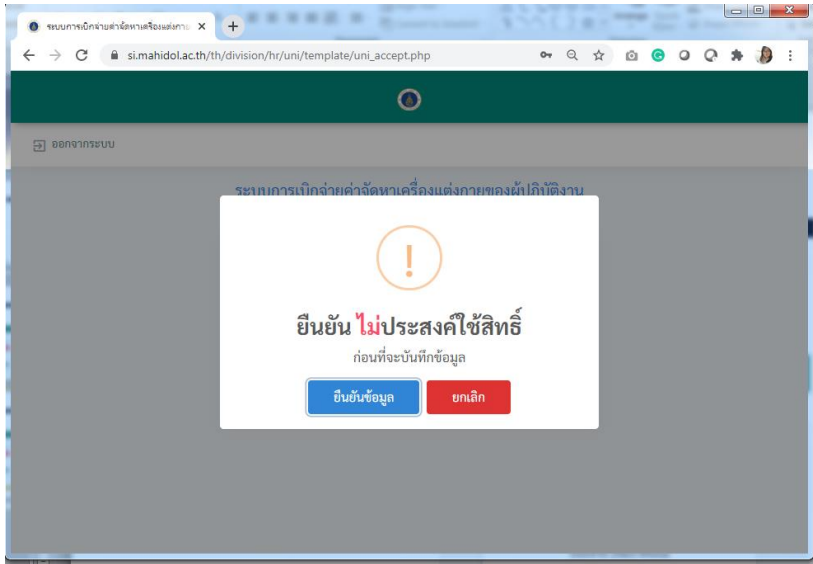 ระบบการเบิกจ่ายค่าจัดหาเครื่องแต่งกาย
si.mahidol.ac.th/th/division/hr/uni/template/uni_accept.php
ออกจากระบบ
ระบบการเบิกจ่ายค่าจัดหาเครื่องแต่งกายของผู้ปฏิบัติงาน
ยืนยัน ไม่ประสงค์ใช้สิทธิ์
ก่อนที่จะบันทึกข้อมูล
ยืนยันข้อมูล ยกเลิก